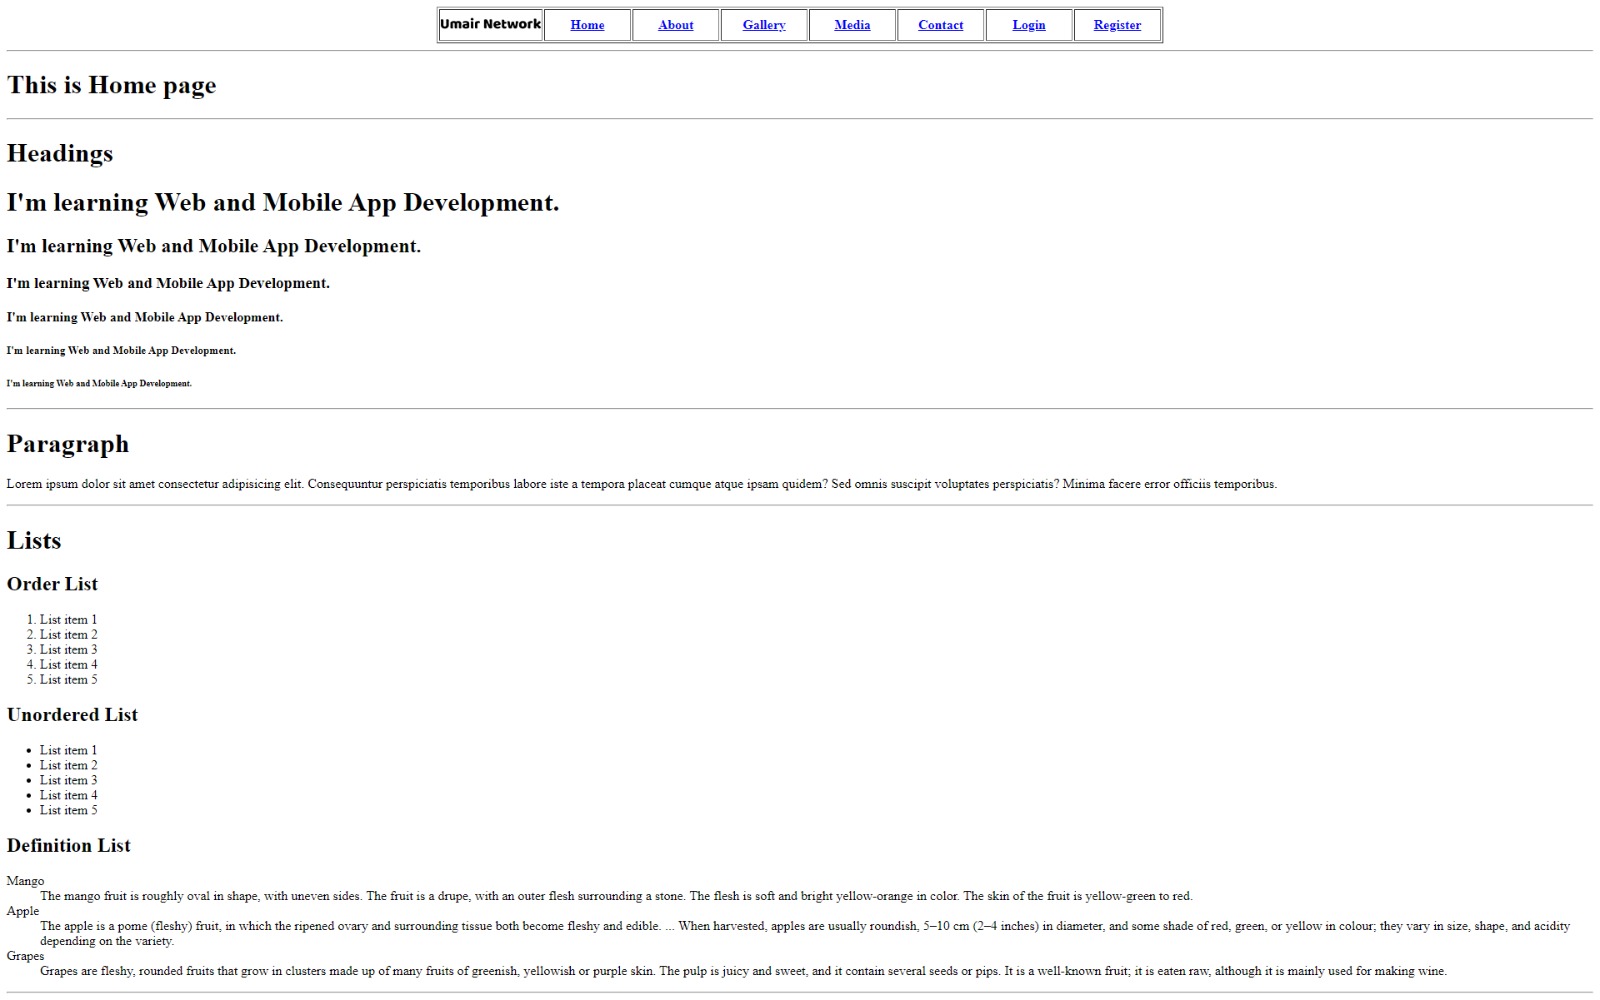 Umair Network Home About Gallery Media Contact Login Register
This is Home page
Headings
I'm learning Web and Mobile App Development.
I'm learning Web and Mobile App Development.
I'm learning Web and Mobile App Development.
I'm learning Web and Mobile App Development.
I'm learning Web and Mobile App Development.
I'm learning Web and Mobile App Development.
Paragraph
Lorem ipsum dolor sit amet consectetur adipisicing elit. Consequuntur perspiciatis temporibus labore iste a tempora placeat cumque atque ipsam quidem? Sed omnis suscipit voluptates perspiciatis? Minima facere error officiis temporibus.
Lists
Order List
1. List item 1
2. List item 2
3. List item 3
4. List item 4
5. List item 5
Unordered List
• List item 1
• List item 2
• List item 3
• List item 4
• List item 5
Definition List
Mango
The mango fruit is roughly oval in shape, with uneven sides. The fruit is a drupe, with an outer flesh surrounding a stone. The flesh is soft and bright yellow-orange in color. The skin of the fruit is yellow-green to red.
Apple
The apple is a pome (fleshy) fruit, in which the ripened ovary and surrounding tissue both become fleshy and edible. ... When harvested, apples are usually roundish, 5–10 cm (2–4 inches) in diameter, and some shade of red, green, or yellow in colour; they vary in size, shape, and acidity
depending on the variety.
Grapes
Grapes are fleshy, rounded fruits that grow in clusters made up of many fruits of greenish, yellowish or purple skin. The pulp is juicy and sweet, and it contain several seeds or pips. It is a well-known fruit; it is eaten raw, although it is mainly used for making wine.